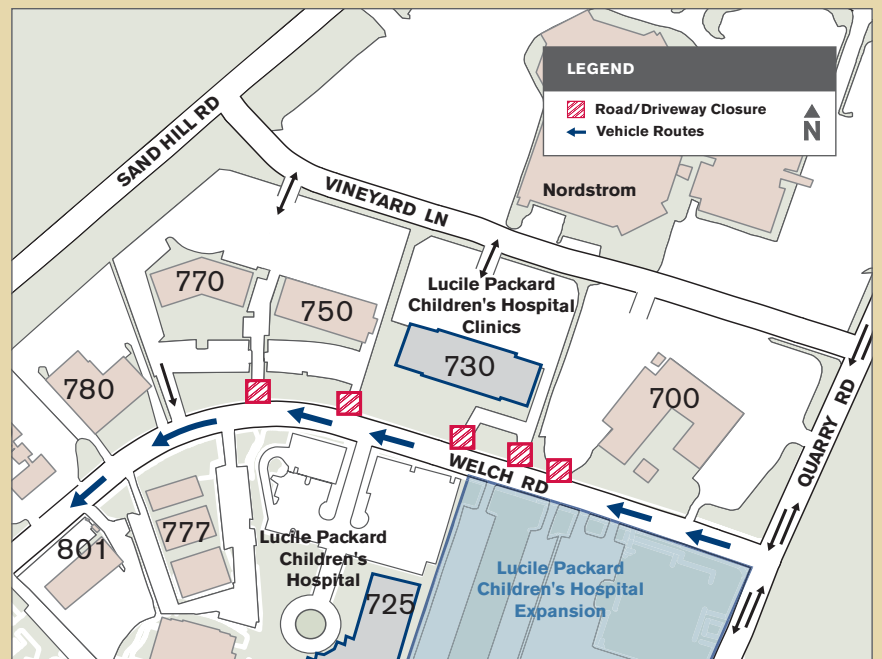 LEGEND
Road/Driveway Closure
Vehicle Routes
N
SAND HILL RD
VINEYARD LN
Nordstrom
770
750
Lucile Packard
Children's Hospital
Clinics
730
780
700
QUARRY RD
WELCH RD
777
801
Lucile Packard
Children's
Hospital
725
Lucile Packard
Children's Hospital
Expansion